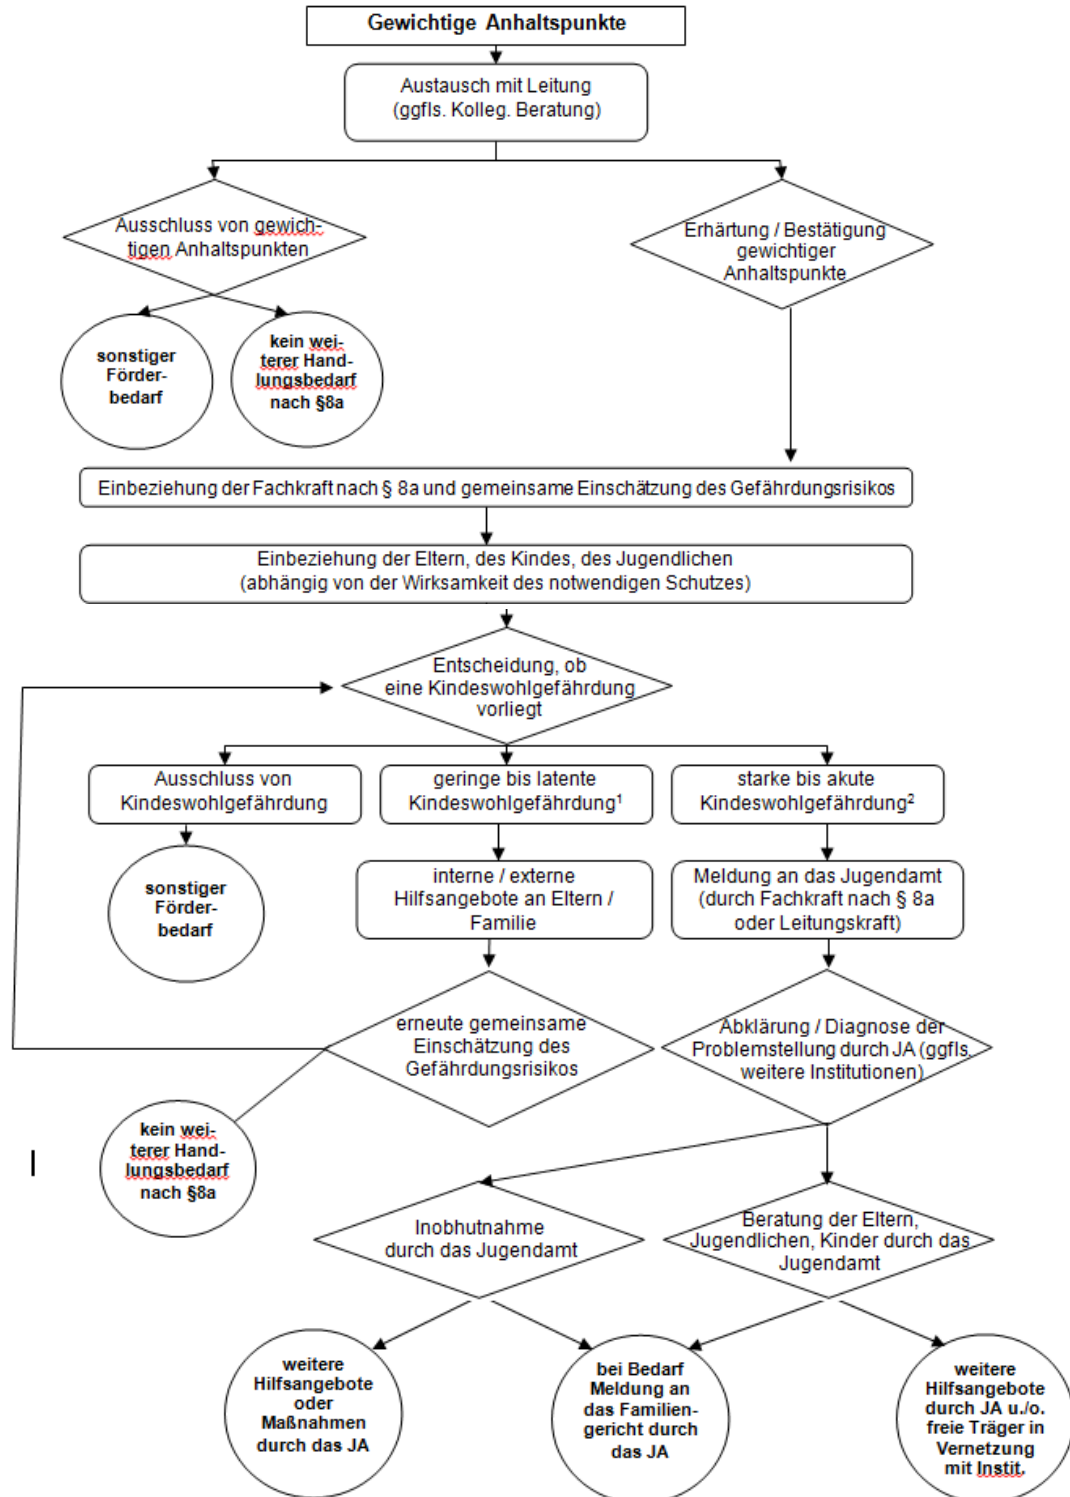 Gewichtige Anhaltspunkte
Austausch mit Leitung
(ggfls. Kolleg. Beratung)
Ausschluss von gewich-
tigen Anhaltspunkten
Erhärtung / Bestätigung
gewichtiger
Anhaltspunkte
sonstiger
Förder-
bedarf
kein wei-
terer Hand-
lungsbedarf
nach §8a
Einbeziehung der Fachkraft nach § 8a und gemeinsame Einschätzung des Gefährdungsrisikos
Einbeziehung der Eltern, des Kindes, des Jugendlichen
(abhängig von der Wirksamkeit des notwendigen Schutzes)
Entscheidung, ob
eine Kindeswohlgefährdung
vorliegt
Ausschluss von
Kindeswohlgefährdung
geringe bis latente
Kindeswohlgefährdung¹
starke bis akute
Kindeswohlgefährdung²
sonstiger
Förder-
bedarf
interne / externe
Hilfsangebote an Eltern /
Familie
Meldung an das Jugendamt
(durch Fachkraft nach § 8a
oder Leitungskraft)
erneute gemeinsame
Einschätzung des
Gefährdungsrisikos
Abklärung / Diagnose der
Problemstellung durch JA (ggfls.
weitere Institutionen)
kein wei-
terer Hand-
lungsbedarf
nach §8a
Inobhutnahme
durch das Jugendamt
Beratung der Eltern,
Jugendlichen, Kinder durch das
Jugendamt
weitere
Hilfsangebote
oder
Maßnahmen
durch das JA
bei Bedarf
Meldung an
das Familien-
gericht durch
das JA
weitere
Hilfsangebote
durch JA u./o.
freie Träger in
Vernetzung
mit Instit.